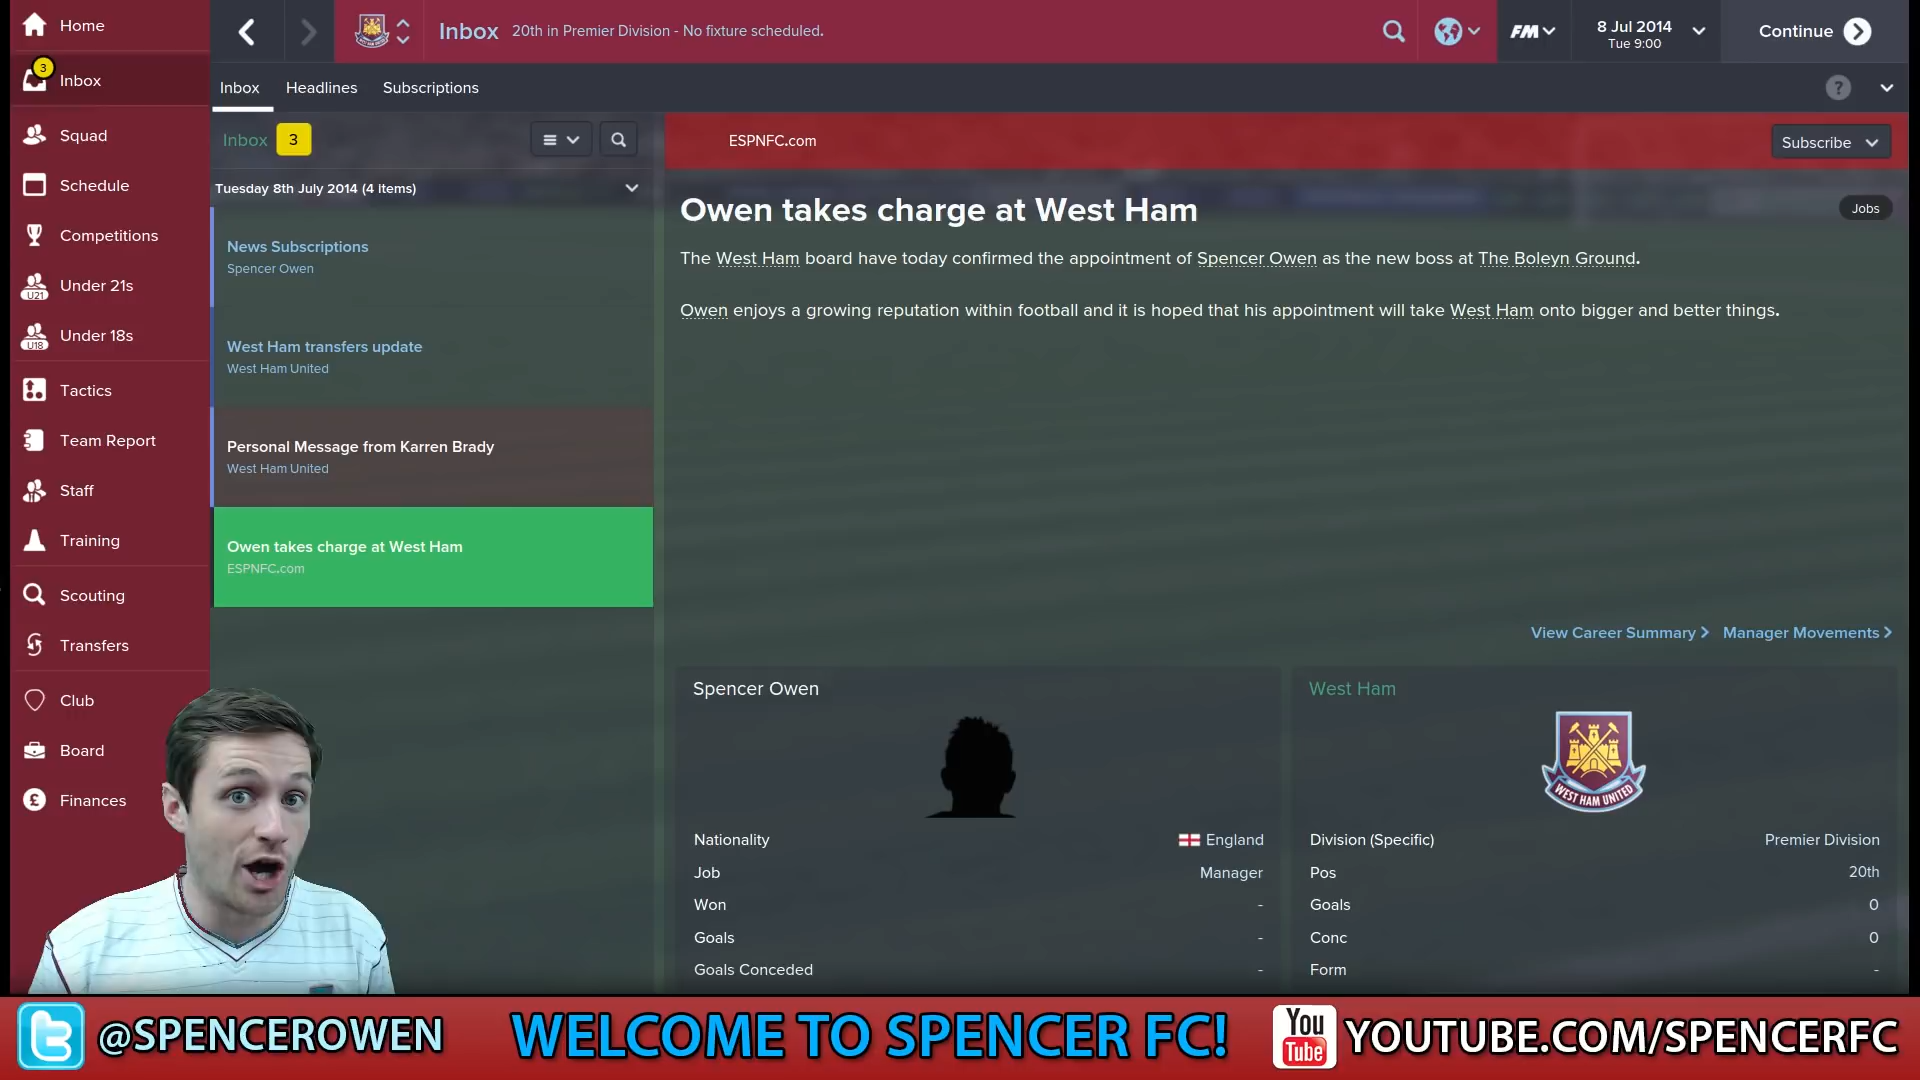 Home
Inbox
3
Squad
Schedule
Competitions
Under 21s
U21
Under 18s
U18
Tactics
Team Report
Staff
Training
Scouting
Transfers
Club
Board
Finances
Inbox 20th in Premier Division - No fixture scheduled.
FM
8 Jul 2014
Tue 9:00
Continue
Inbox Headlines Subscriptions
?
Inbox 3
Tuesday 8th July 2014 (4 items)
News Subscriptions
Spencer Owen
West Ham transfers update
West Ham United
Personal Message from Karren Brady
West Ham United
Owen takes charge at West Ham
ESPNFC.com
ESPNFC.com
Subscribe
Owen takes charge at West Ham
Jobs
The West Ham board have today confirmed the appointment of Spencer Owen as the new boss at The Boleyn Ground.
Owen enjoys a growing reputation within football and it is hoped that his appointment will take West Ham onto bigger and better things.
View Career Summary Manager Movements
Spencer Owen
Nationality England
Job Manager
Won -
Goals -
Goals Conceded -
West Ham
WEST HAM UNITED
Division (Specific) Premier Division
Pos 20th
Goals 0
Conc 0
Form -
@SPENCEROWEN
WELCOME TO SPENCER FC!
You
Tube
YOUTUBE.COM/SPENCERFC